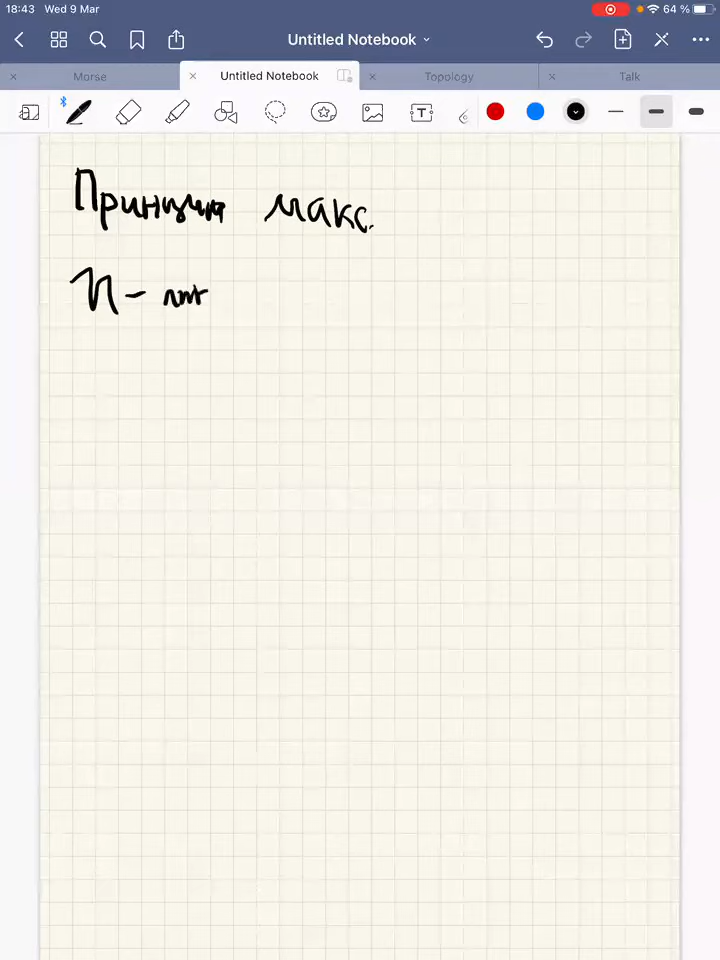 18:43 Wed 9 Mar 64 %
Untitled Notebook
Morse Untitled Notebook Topology Talk
T
Принцип макс.
n –